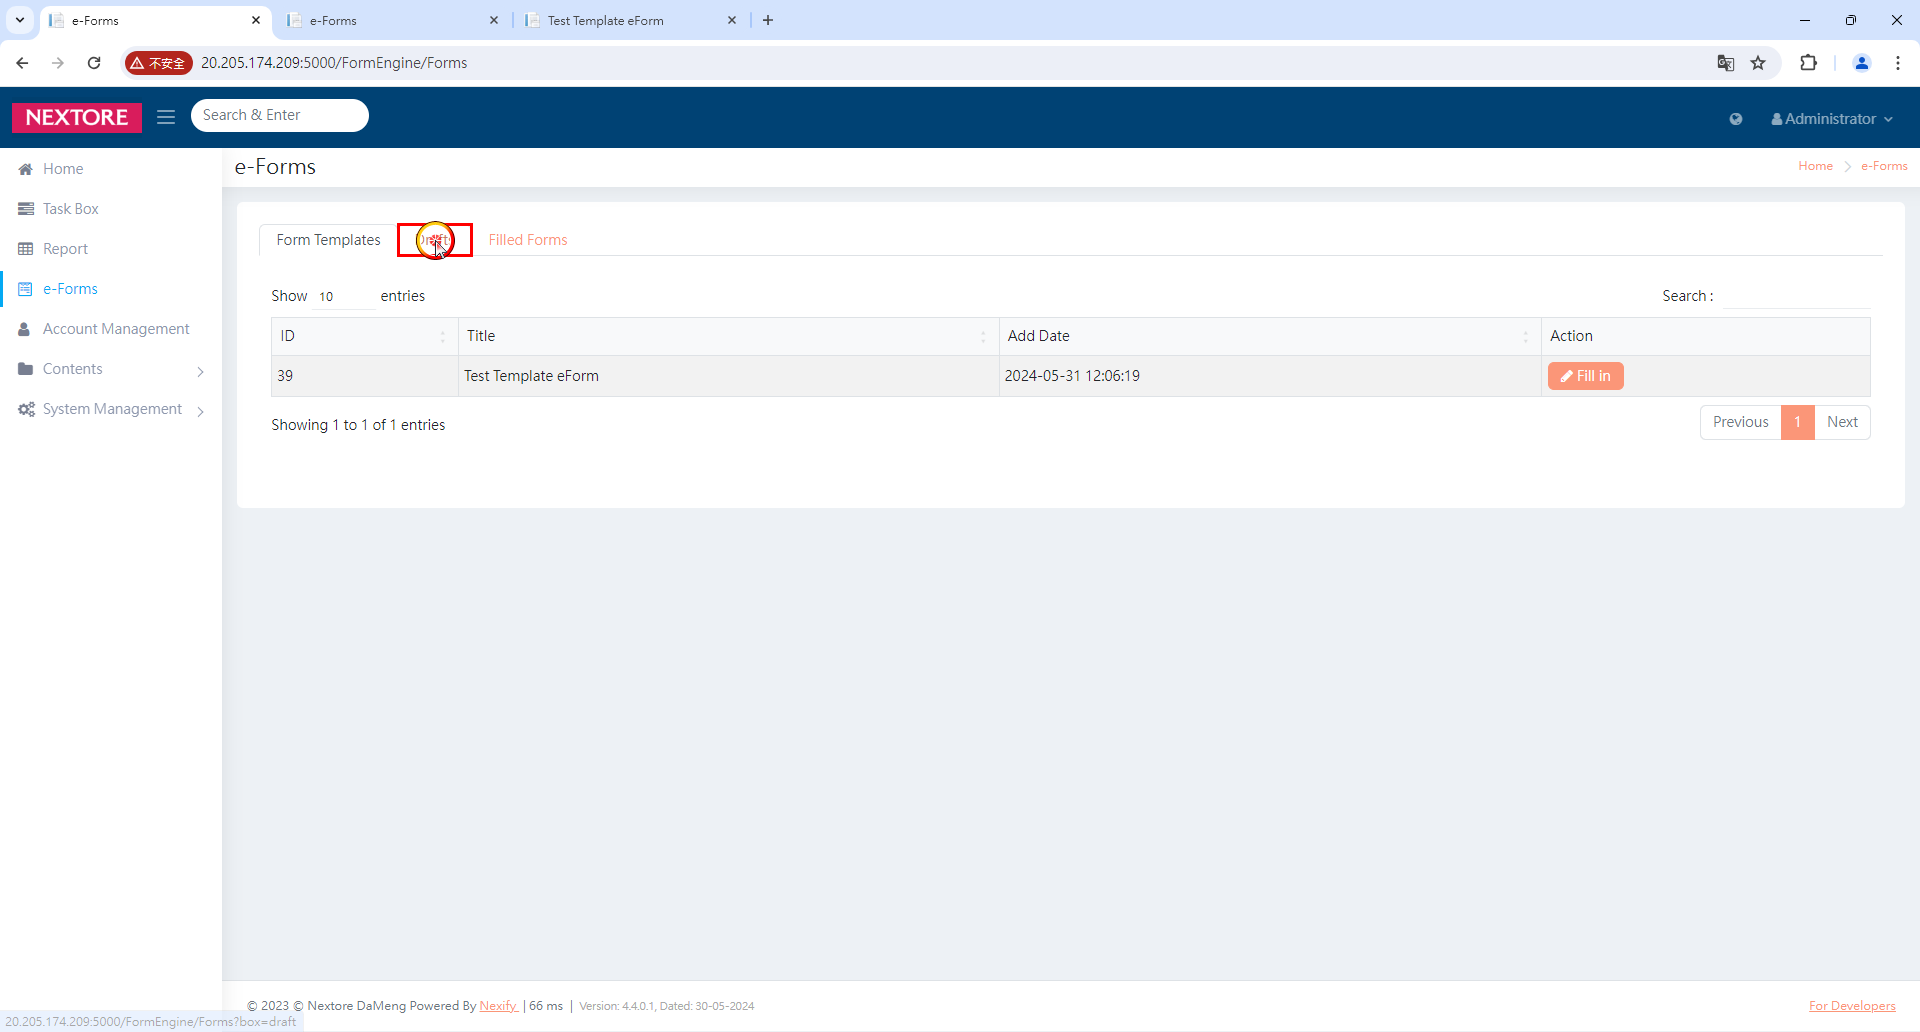 e-Forms
e-Forms
Test Template eForm
不安全
20.205.174.209:5000/FormEngine/Forms
NEXTORE
Search & Enter
Administrator
Home
Task Box
Report
e-Forms
Account Management
Contents
System Management
e-Forms
Home
e-Forms
Form Templates
Filled Forms
Show 10 entries
Search :
ID
Title
Add Date
Action
39
Test Template eForm
2024-05-31 12:06:19
Fill in
Showing 1 to 1 of 1 entries
Previous
1
Next
© 2023 © Nextore DaMeng Powered By Nexify | 66 ms | Version: 4.4.0.1, Dated: 30-05-2024
For Developers
20.205.174.209:5000/FormEngine/Forms?box=draft